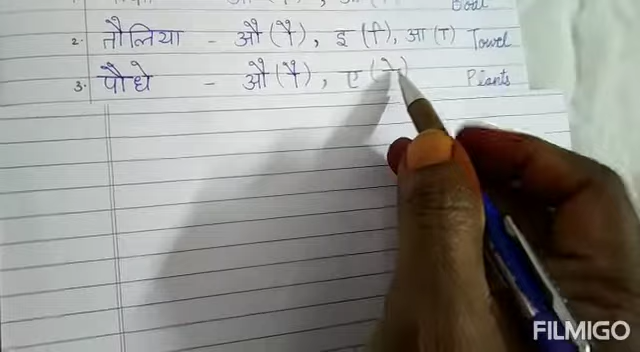 2. तौलिया - औ (ौ), इ (ि), आ (ा) Towel
3. पौधे - औ (ौ), ए (े) Plants
FILMIGO